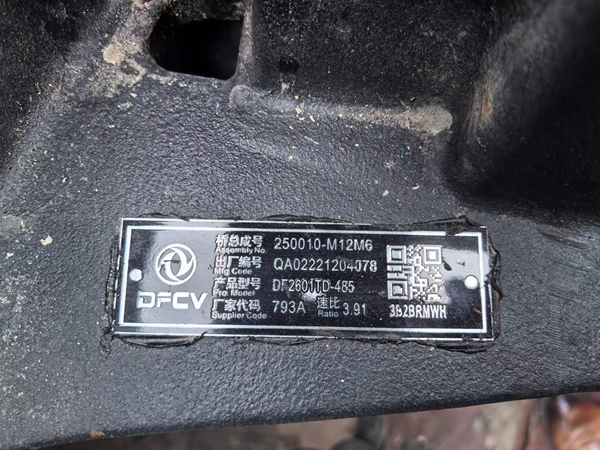 桥总成号 250010-M12M6
Assembly No.
出厂编号 QA02221204078
Mfg Code
产品型号 DF2601TD-485
Pro Model
厂家代码 793A 速比 3.91
Supplier Code Ratio
DFCV
3B2BRMWH